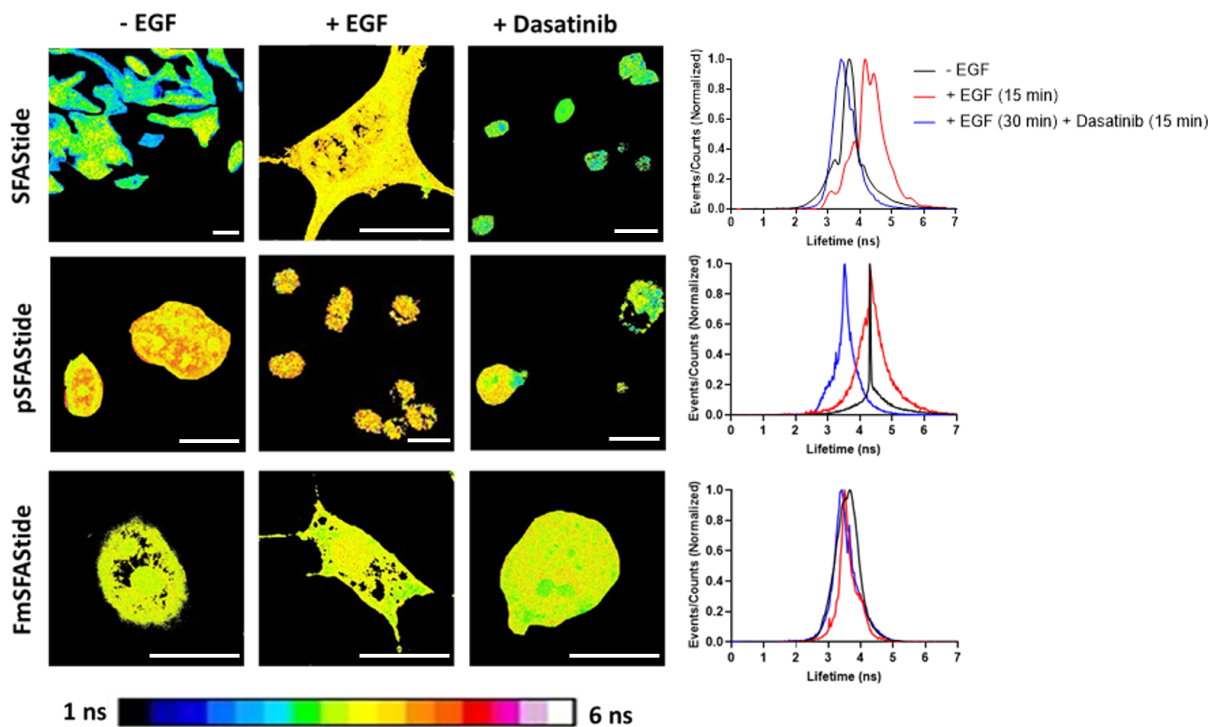 - EGF
+ EGF
+ Dasatinib
SFAStide
pSFAStide
FmSFAStide
Events/Counts (Normalized)
1.0
0.8
0.6
0.4
0.2
0.0
0 1 2 3 4 5 6 7
Lifetime (ns)
- EGF
+ EGF (15 min)
+ EGF (30 min) + Dasatinib (15 min)
Events/Counts (Normalized)
1.0
0.8
0.6
0.4
0.2
0.0
0 1 2 3 4 5 6 7
Lifetime (ns)
Events/Counts (Normalized)
1.0
0.8
0.6
0.4
0.2
0.0
0 1 2 3 4 5 6 7
Lifetime (ns)
1 ns
6 ns